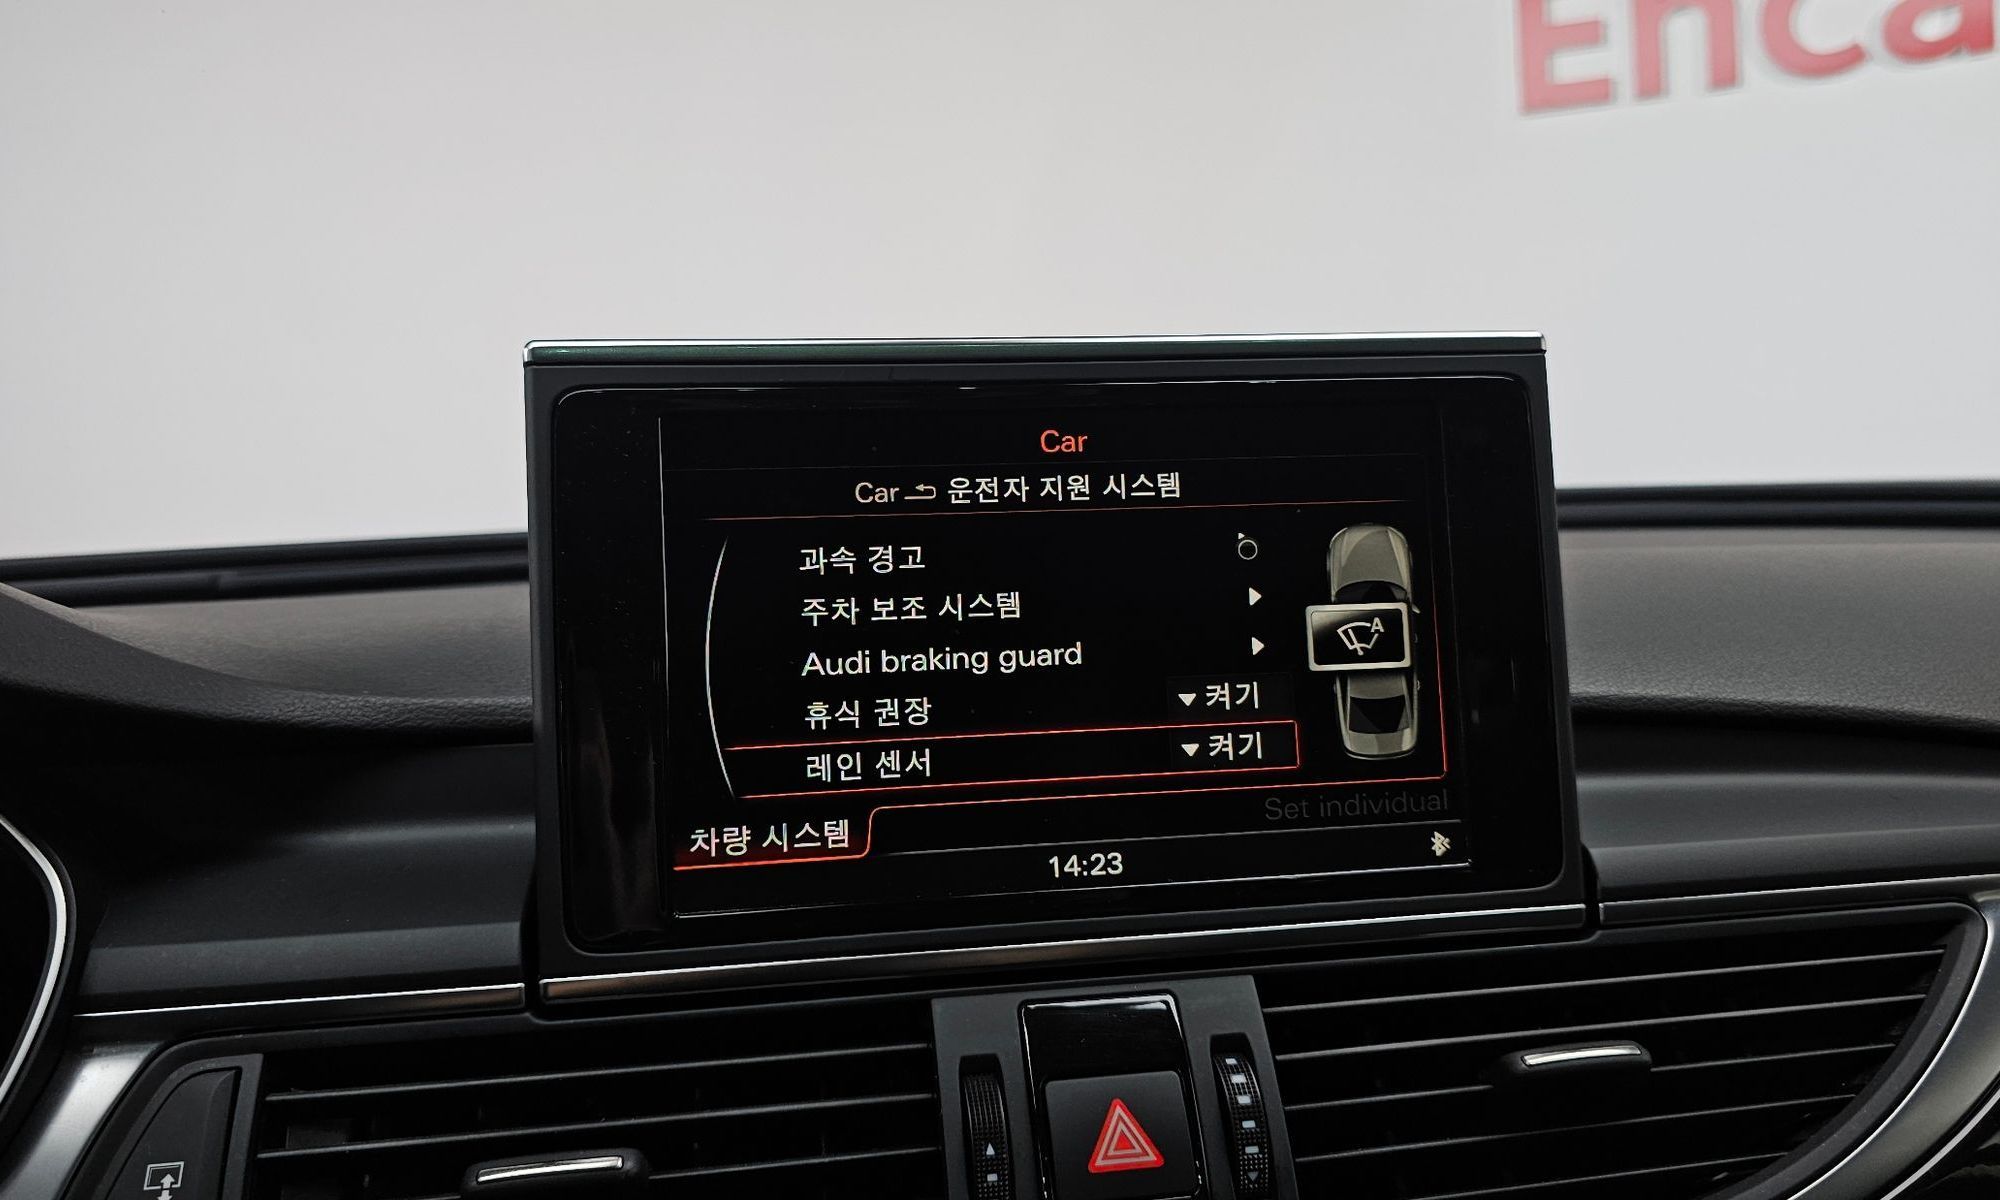 Enca
Car
Car 운전자 지원 시스템
과속 경고
주차 보조 시스템
Audi braking guard
휴식 권장 켜기
레인 센서 켜기
A
Set individual
차량 시스템
14:23